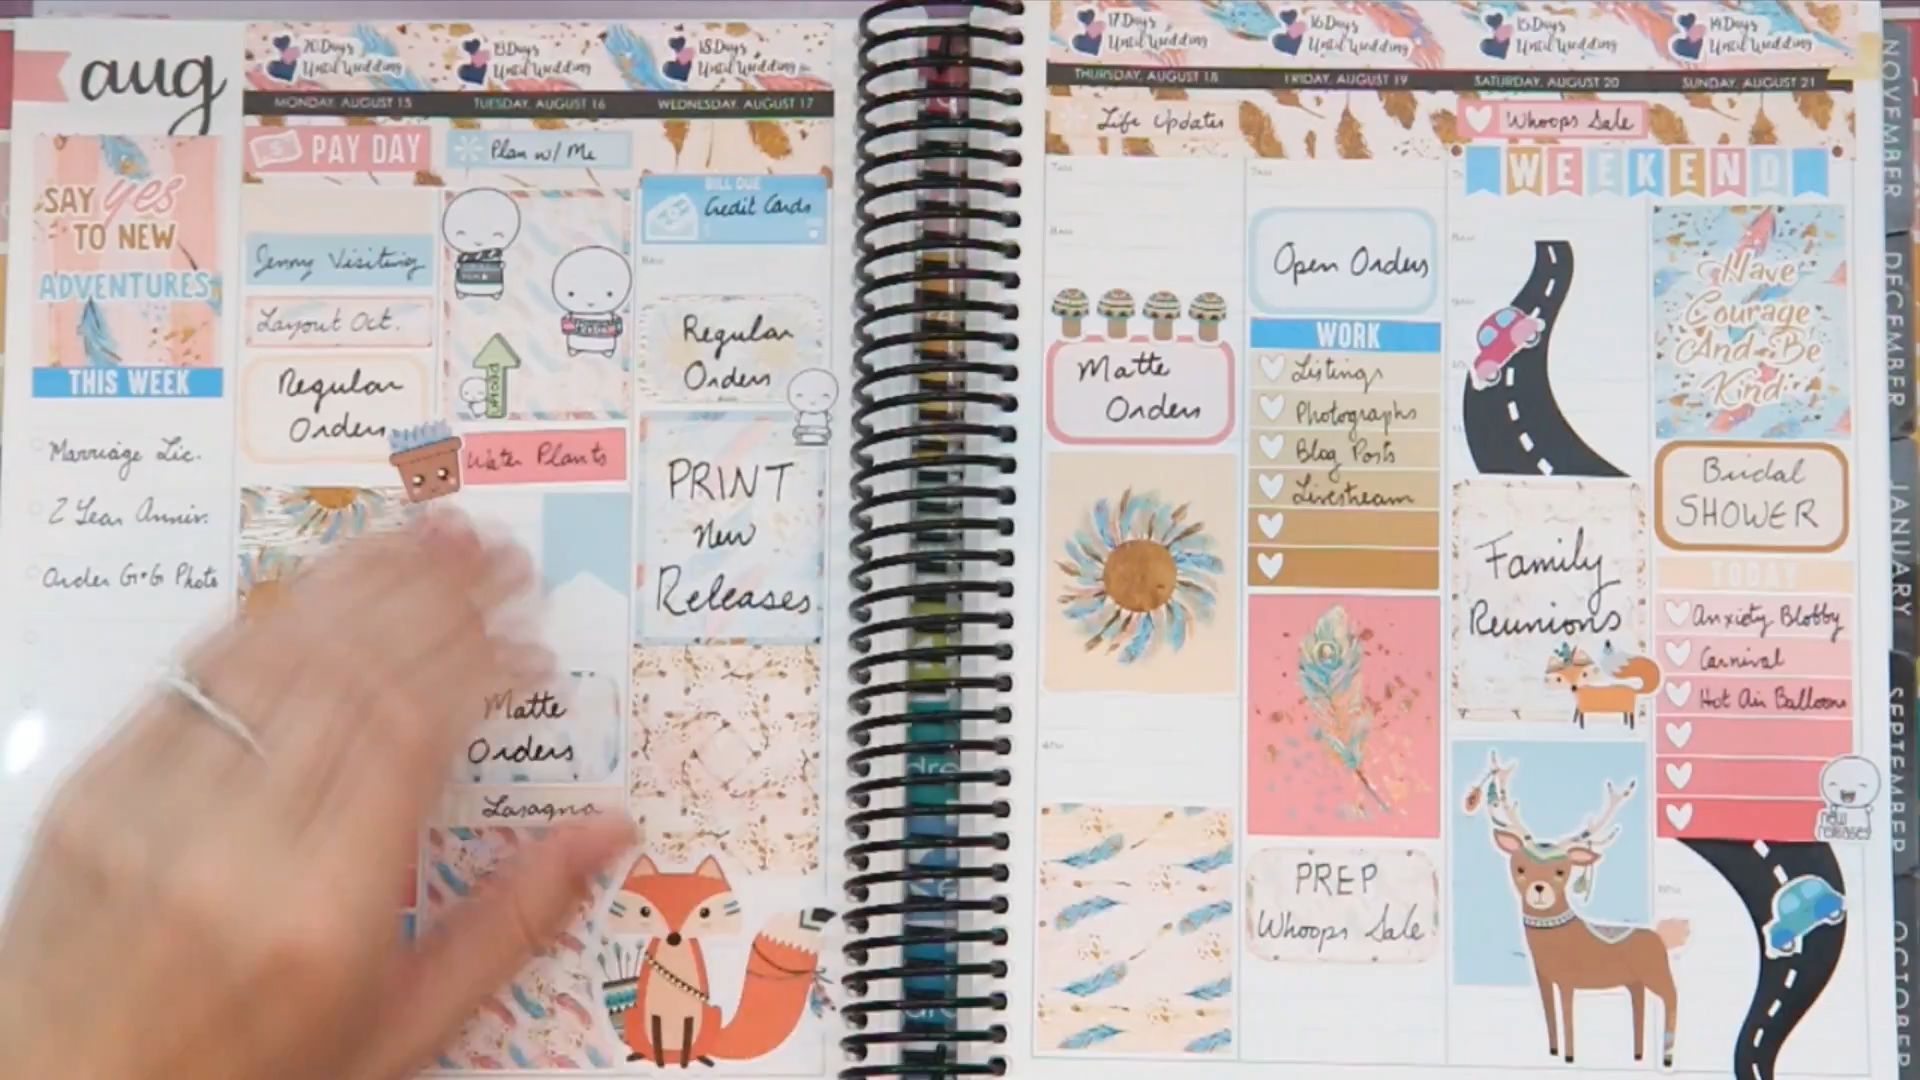 aug
SAY yes
TO NEW
ADVENTURES
THIS WEEK
Marriage Lic.
2 Year Anniv.
Order G+G Photo
20 Days
Until Wedding
MONDAY, AUGUST 15
PAY DAY
Jenny Visiting
Layout Oct.
Regular
Orders
19 Days
Until Wedding
TUESDAY, AUGUST 16
Plan w/ Me
UPLOAD
Water Plants
Matte
Orders
Lasagna
18 Days
Until Wedding
WEDNESDAY, AUGUST 17
BILL DUE
Credit Cards
Regular
Orders
PRINT
New
Releases
17 Days
Until Wedding
THURSDAY, AUGUST 18
Life Updates
Matte
Orders
16 Days
Until Wedding
FRIDAY, AUGUST 19
Open Orders
WORK
Listings
Photographs
Blog Posts
Livestream
PREP
Whoops Sale
15 Days
Until Wedding
SATURDAY, AUGUST 20
Whoops Sale
WEEKEND
Family
Reunions
14 Days
Until Wedding
SUNDAY, AUGUST 21
Have
Courage
And Be
Kind
Bridal
SHOWER
TODAY
Anxiety Blobby
Carnival
Hot Air Balloons
new
releases
NOVEMBER
DECEMBER
JANUARY
SEPTEMBER
OCTOBER